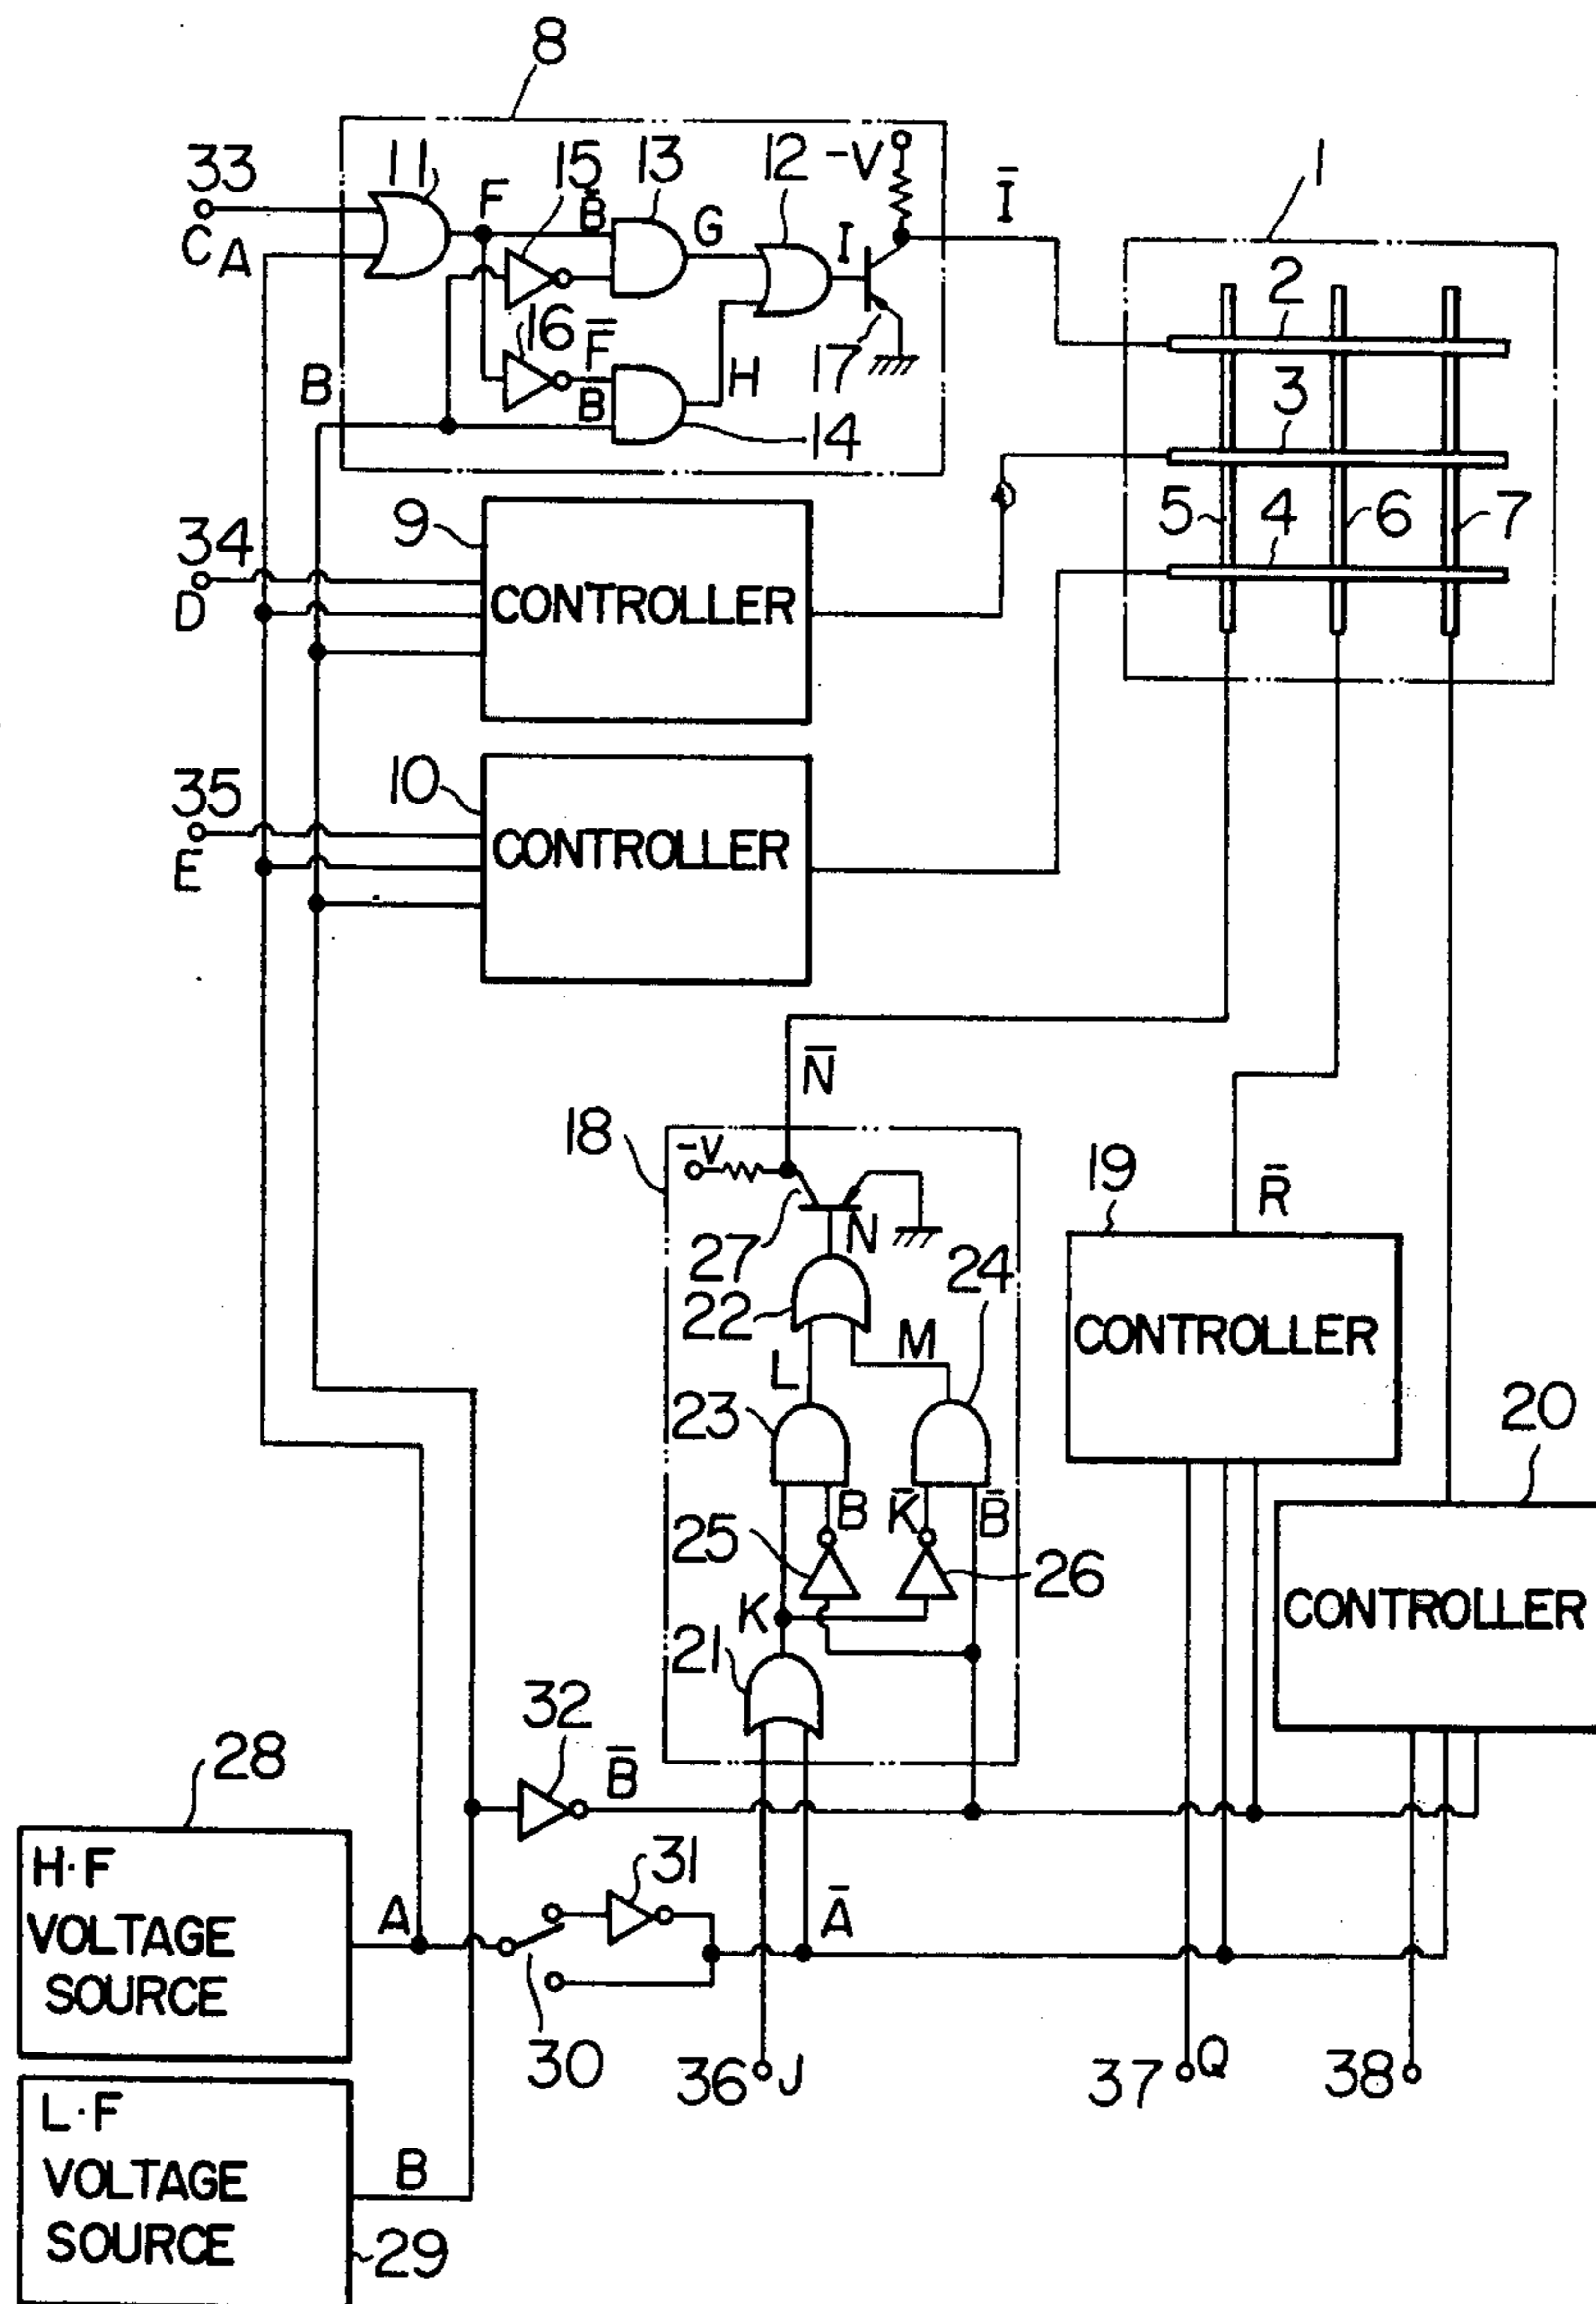 8
33
11
15
13
12
-V
Ī
1
C
A
F
B̄
G
I
2
16
F̄
H
17
B
B
14
3
34
9
5
4
6
7
D
CONTROLLER
35
10
E
CONTROLLER
N̄
18
-V
19
R̄
27
N
24
22
CONTROLLER
L
M
20
23
B
K̄
B̄
25
26
K
CONTROLLER
21
32
28
B̄
H·F
VOLTAGE
SOURCE
A
31
Ā
30
36
J
37
Q
38
L·F
VOLTAGE
SOURCE
B
29